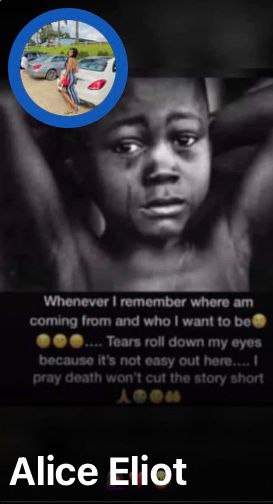 Whenever I remember where am
coming from and who I want to be😢
😢😢😢.... Tears roll down my eyes
because it's not easy out here.... I
pray death won't cut the story short
🙏😢😢🤲
Alice Eliot